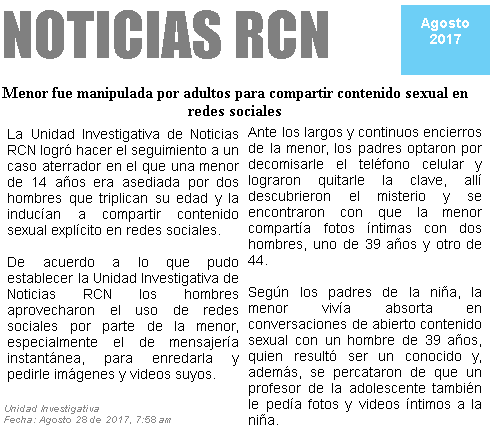 NOTICIAS RCN
Agosto
2017
Menor fue manipulada por adultos para compartir contenido sexual en
redes sociales
La Unidad Investigativa de Noticias
RCN logró hacer el seguimiento a un
caso aterrador en el que una menor
de 14 años era asediada por dos
hombres que triplican su edad y la
inducían a compartir contenido
sexual explícito en redes sociales.
De acuerdo a lo que pudo
establecer la Unidad Investigativa de
Noticias RCN los hombres
aprovecharon el uso de redes
sociales por parte de la menor,
especialmente el de mensajería
instantánea, para enredarla y
pedirle imágenes y videos suyos.
Unidad Investigativa
Fecha: Agosto 28 de 2017, 7:58 am
Ante los largos y continuos encierros
de la menor, los padres optaron por
decomisarle el teléfono celular y
lograron quitarle la clave, allí
descubrieron el misterio y se
encontraron con que la menor
compartía fotos íntimas con dos
hombres, uno de 39 años y otro de
44.
Según los padres de la niña, la
menor vivía absorta en
conversaciones de abierto contenido
sexual con un hombre de 39 años,
quien resultó ser un conocido y,
además, se percataron de que un
profesor de la adolescente también
le pedía fotos y videos íntimos a la
niña.